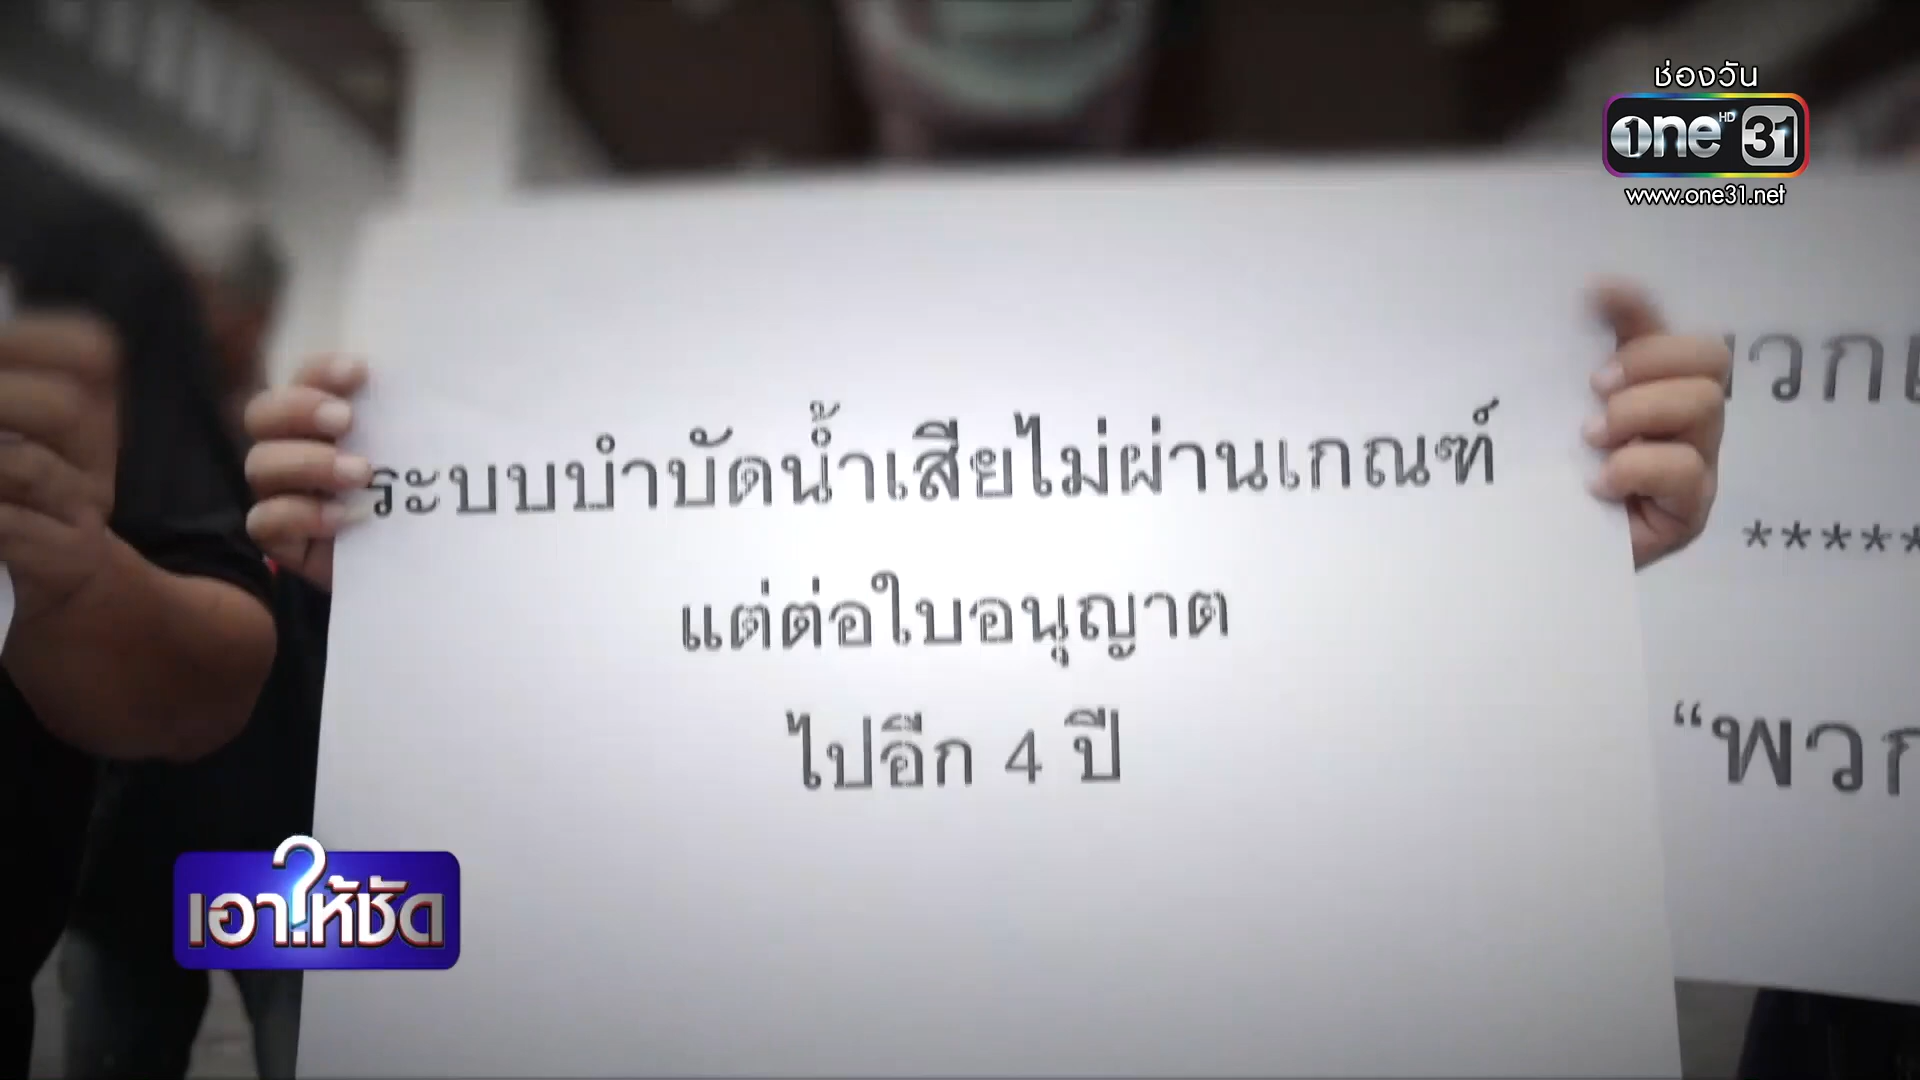 ช่องวัน
one HD 31
www.one31.net
ระบบบำบัดน้ำเสียไม่ผ่านเกณฑ์
แต่ต่อใบอนุญาต
ไปอีก 4 ปี
*****
“พวก
เอาให้ชัด